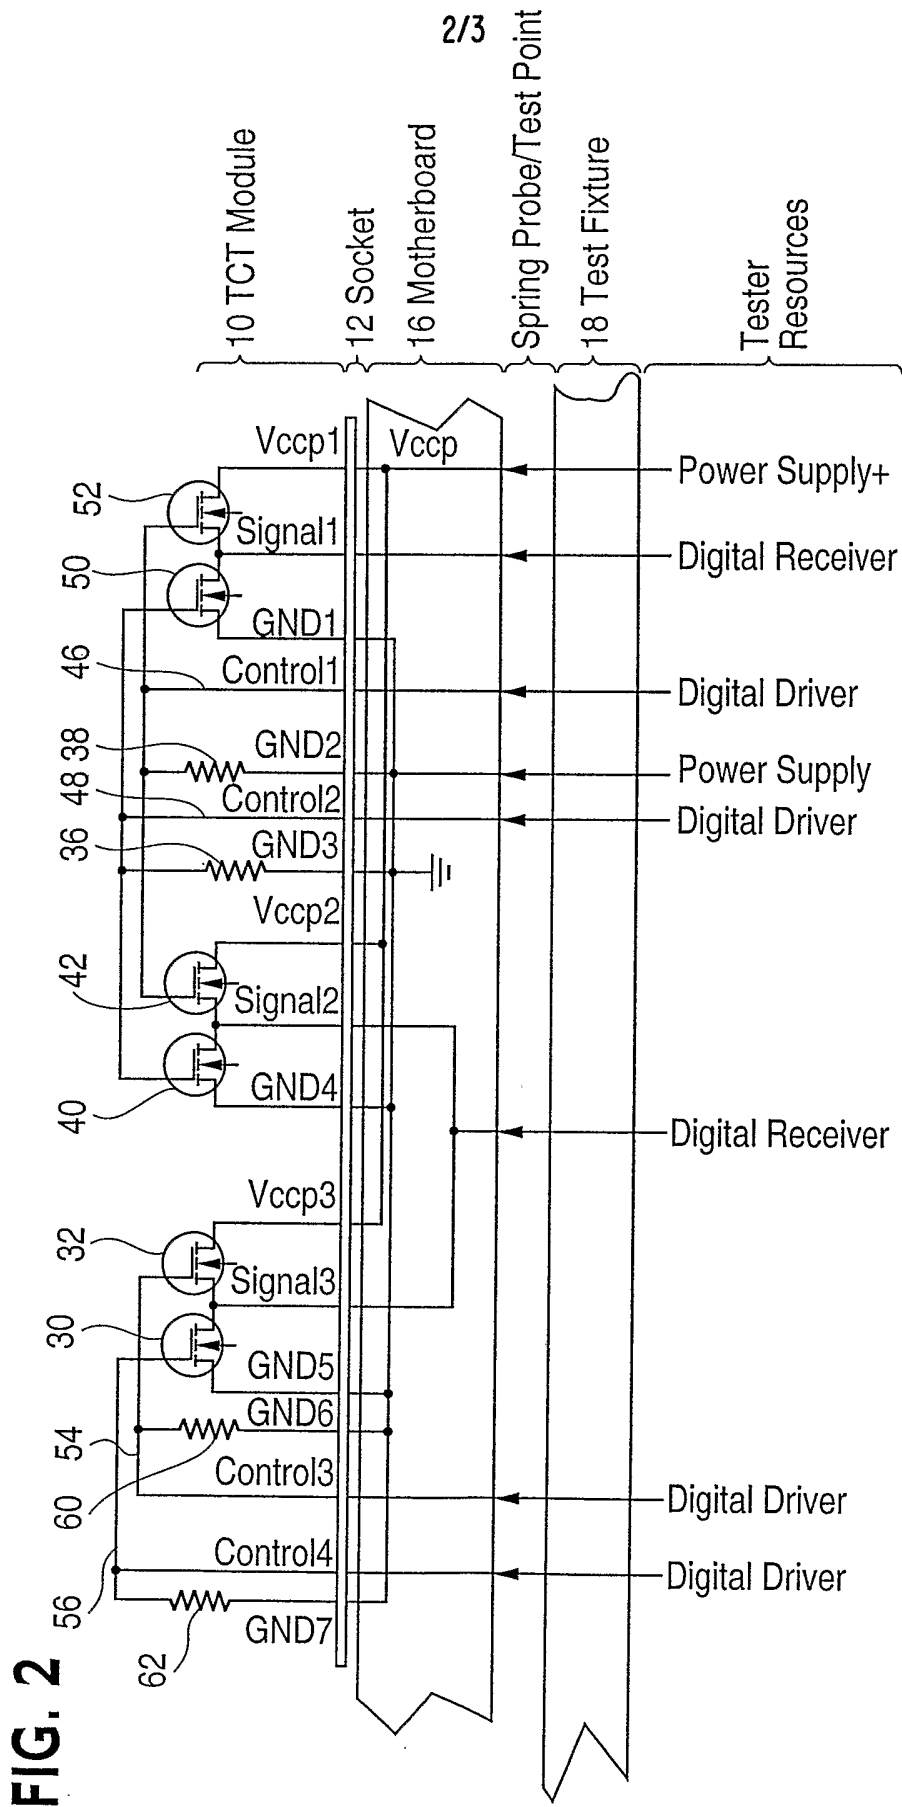 2/3
FIG. 2
10 TCT Module
12 Socket
16 Motherboard
Spring Probe/Test Point
18 Test Fixture
Tester
Resources
56
54
60
62
30
32
40
42
36
48
38
46
50
52
GND7
Control4
Control3
GND6
GND5
Signal3
Vccp3
GND4
Signal2
Vccp2
GND3
Control2
GND2
Control1
GND1
Signal1
Vccp1
Vccp
Digital Driver
Digital Driver
Digital Receiver
Digital Driver
Power Supply
Digital Driver
Digital Receiver
Power Supply+